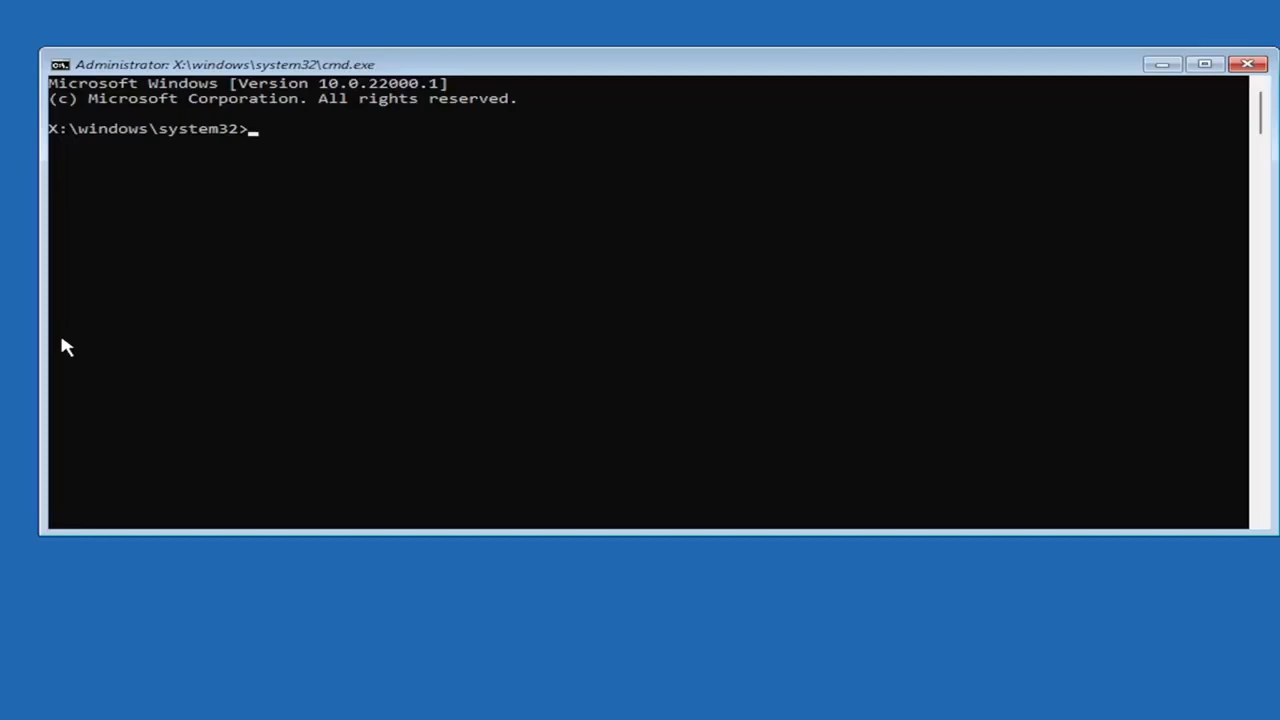 Administrator: X:\windows\system32\cmd.exe
Microsoft Windows [Version 10.0.22000.1]
(c) Microsoft Corporation. All rights reserved.
X:\windows\system32>